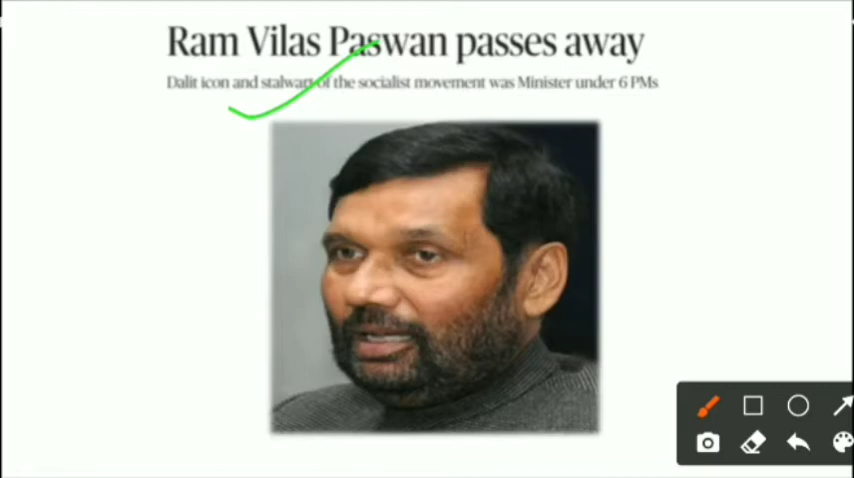 Ram Vilas Paswan passes away
Dalit icon and stalwart of the socialist movement was Minister under 6 PMs